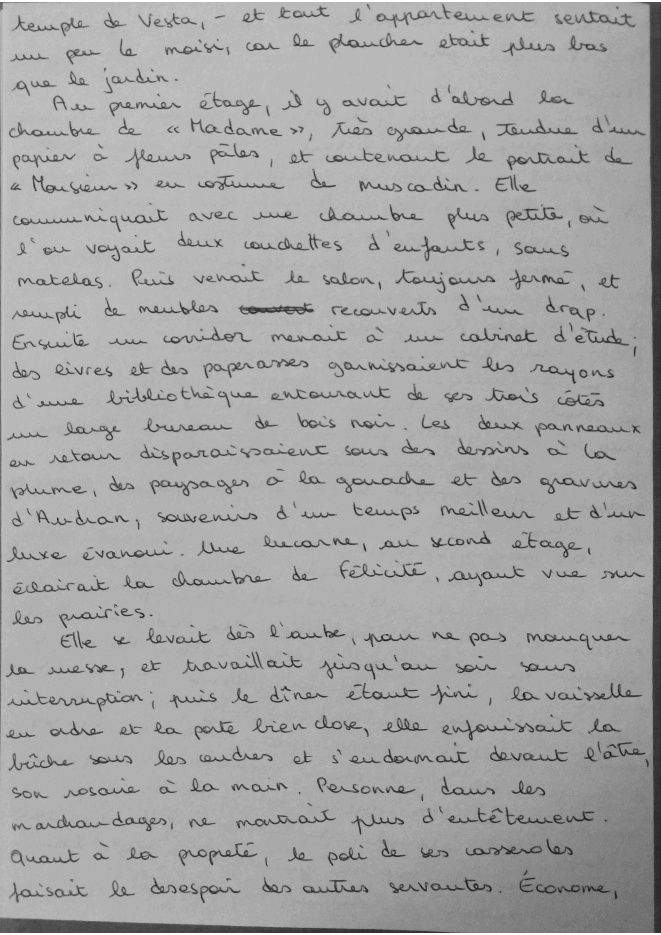 temple de Vesta, – et tout l'appartement sentait
un peu le moisi, car le plancher etait plus bas
que le jardin.
Au premier étage, il y avait d'abord la
chambre de « Madame », très grande, tendue d'un
papier à fleurs pâles, et contenant le portrait de
« Monsieur » en costume de muscadin. Elle
communiquait avec une chambre plus petite, où
l'on voyait deux couchettes d'enfants, sans
matelas. Puis venait le salon, toujours fermé, et
rempli de meubles couvert recouverts d'un drap.
Ensuite un corridor menait à un cabinet d'étude ;
des livres et des paperasses garnissaient les rayons
d'une bibliothèque entourant de ses trois côtés
un large bureau de bois noir. Les deux panneaux
en retour disparaissaient sous des dessins à la
plume, des paysages à la gouache et des gravures
d'Audran, souvenirs d'un temps meilleur et d'un
luxe évanoui. Une lucarne, au second étage,
éclairait la chambre de Félicité, ayant vue sur
les prairies.
Elle se levait dès l'aube, pour ne pas manquer
la messe, et travaillait jusqu'au soir sans
interruption ; puis le dîner étant fini, la vaisselle
en ordre et la porte bien close, elle enfouissait la
bûche sous les cendres et s'endormait devant l'âtre,
son rosaire à la main. Personne, dans les
marchandages, ne montrait plus d'entêtement.
Quant à la propreté, le poli de ses casseroles
faisait le desespoir des autres servantes. Économe,